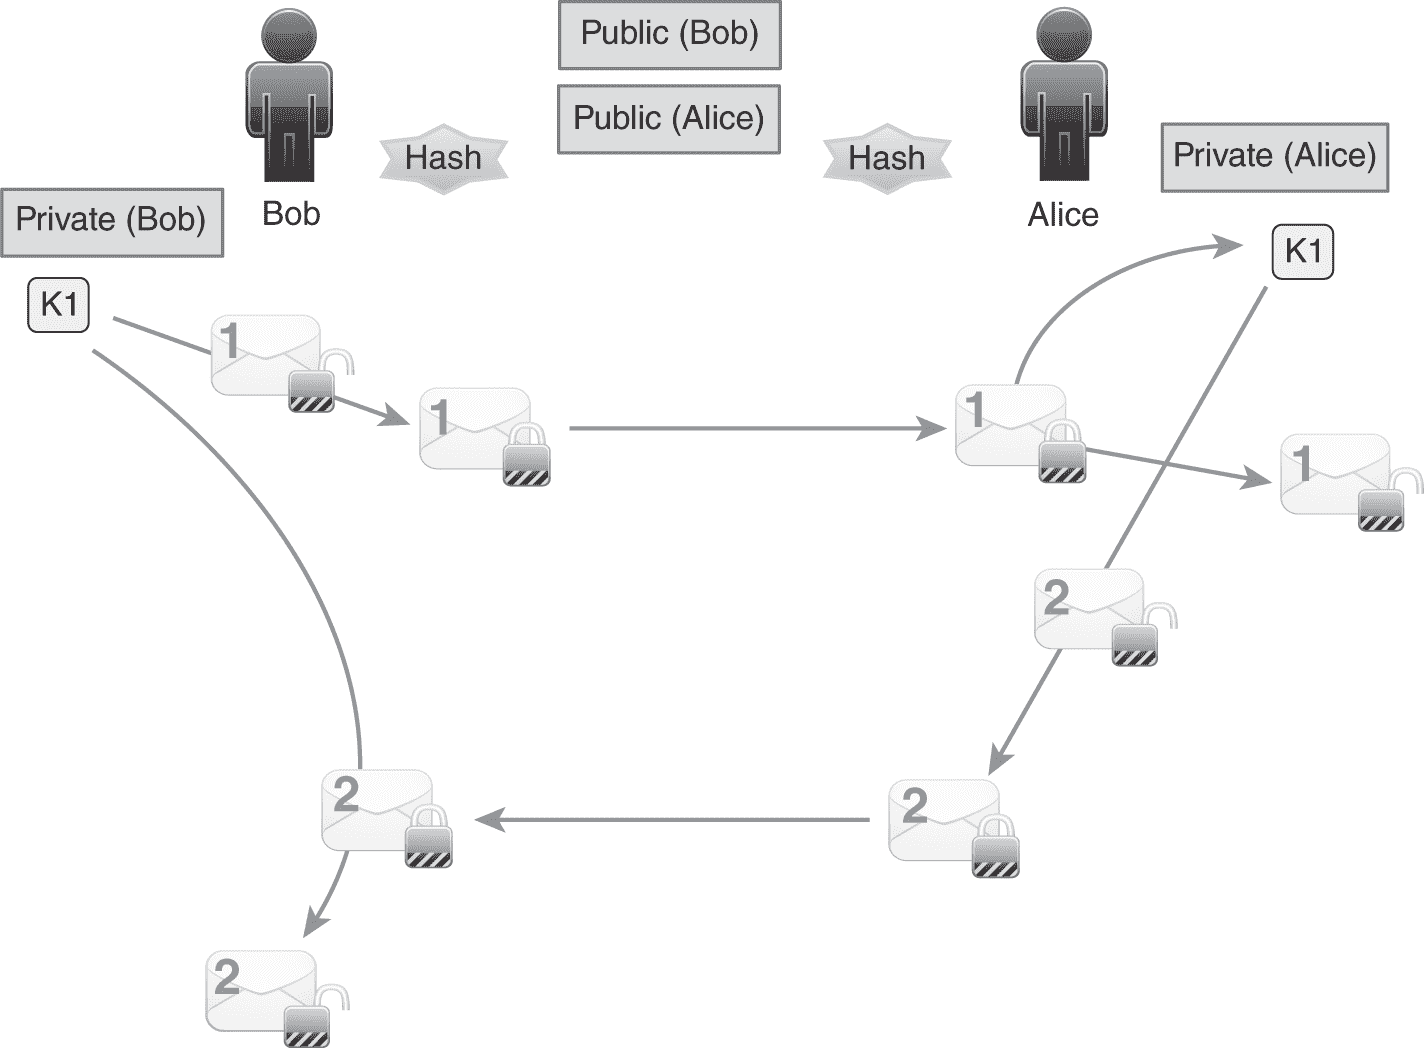 Public (Bob)
Public (Alice)
Hash
Hash
Private (Alice)
Bob
Alice
Private (Bob)
K1
K1
1
1
1
1
2
2
2
2